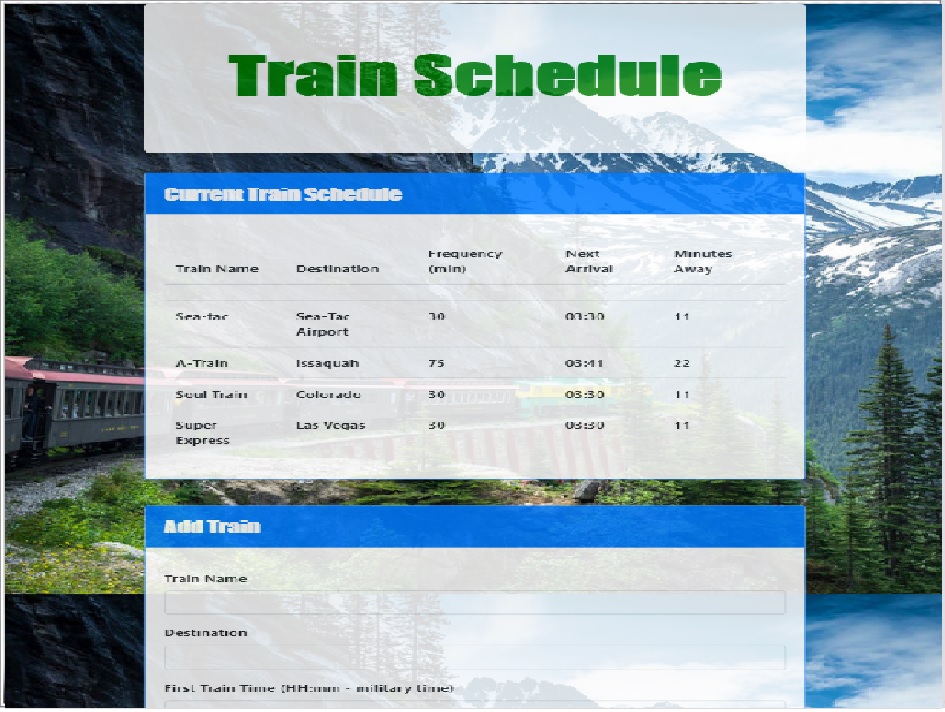 Train Schedule
Current Train Schedule
Train Name Destination Frequency (min) Next Arrival Minutes Away
Sea-tac Sea-Tac Airport 30 03:30 11
A-Train Issaquah 75 03:41 22
Soul Train Colorado 30 03:30 11
Super Express Las Vegas 30 03:30 11
Add Train
Train Name
Destination
First Train Time (HH:mm - military time)